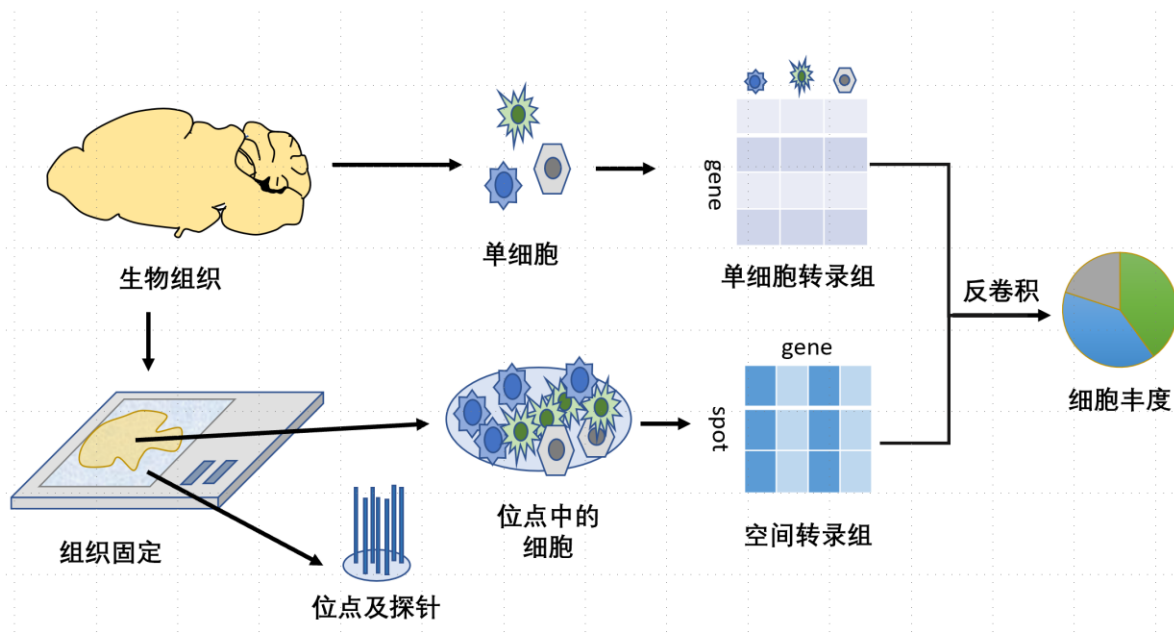 生物组织
单细胞
gene
单细胞转录组
反卷积
细胞丰度
组织固定
位点及探针
位点中的
细胞
gene
spot
空间转录组